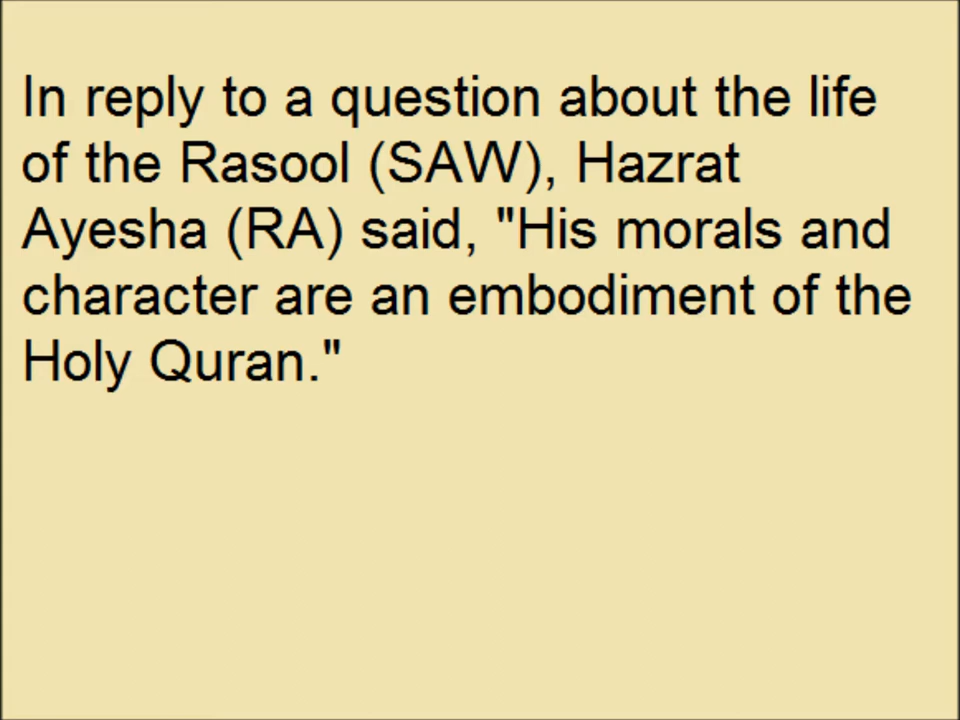 In reply to a question about the life
of the Rasool (SAW), Hazrat
Ayesha (RA) said, "His morals and
character are an embodiment of the
Holy Quran."